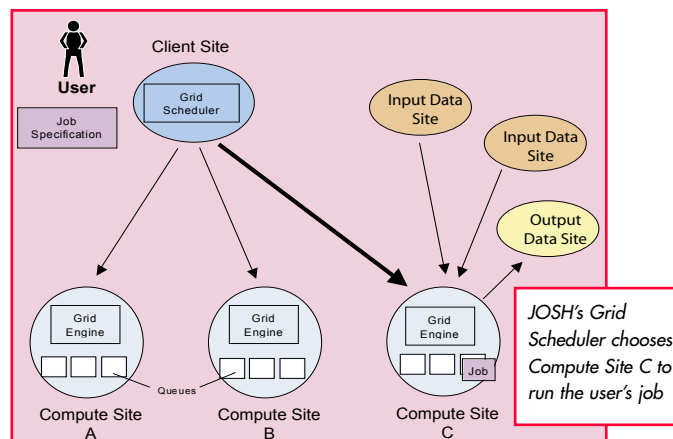 Client Site
User
Grid
Scheduler
Job
Specification
Input Data
Site
Input Data
Site
Output
Data Site
Grid
Engine
Grid
Engine
Grid
Engine
Job
Queues
Compute Site
A
Compute Site
B
Compute Site
C
JOSH's Grid
Scheduler chooses
Compute Site C to
run the user's job